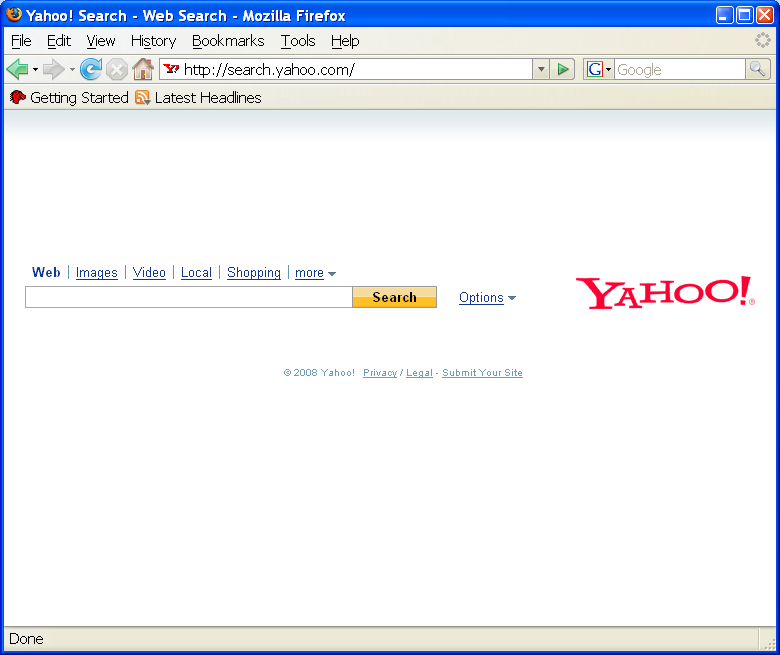 Yahoo! Search - Web Search - Mozilla Firefox
File Edit View History Bookmarks Tools Help
http://search.yahoo.com/ G Google
Getting Started Latest Headlines
Web | Images | Video | Local | Shopping | more
Search Options YAHOO!®
© 2008 Yahoo! Privacy / Legal - Submit Your Site
Done